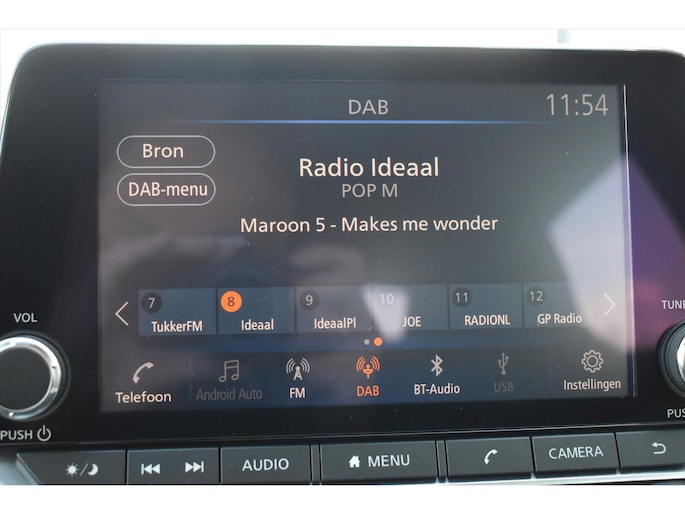 DAB
11:54
Bron
DAB-menu
Radio Ideaal
POP M
Maroon 5 - Makes me wonder
7
8
9
10
11
12
TukkerFM
Ideaal
IdeaalPl
JOE
RADIONL
GP Radio
Telefoon
Android Auto
FM
DAB
BT-Audio
USB
Instellingen
VOL
PUSH
TUNE
AUDIO
MENU
CAMERA